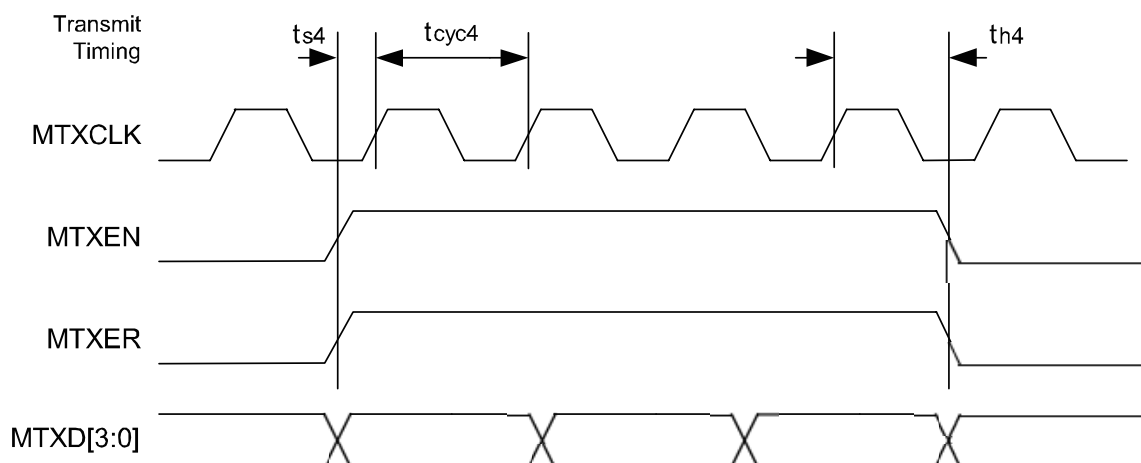 Transmit
Timing
ts4
tcyc4
th4
MTXCLK
MTXEN
MTXER
MTXD[3:0]